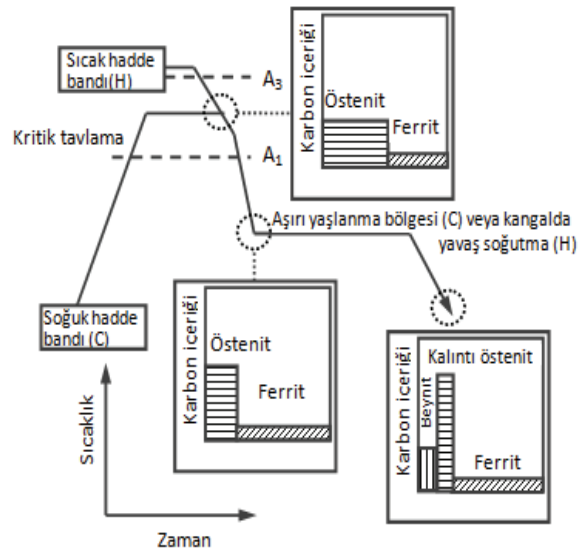 Sıcak hadde
bandı(H)
A3
Kritik tavlama
A1
Karbon içeriği
Östenit
Ferrit
Aşırı yaşlanma bölgesi (C) veya kangalda
yavaş soğutma (H)
Soğuk hadde
bandı (C)
Karbon içeriği
Östenit
Ferrit
Karbon içeriği
Kalıntı östenit
Beynit
Ferrit
Sıcaklık
Zaman